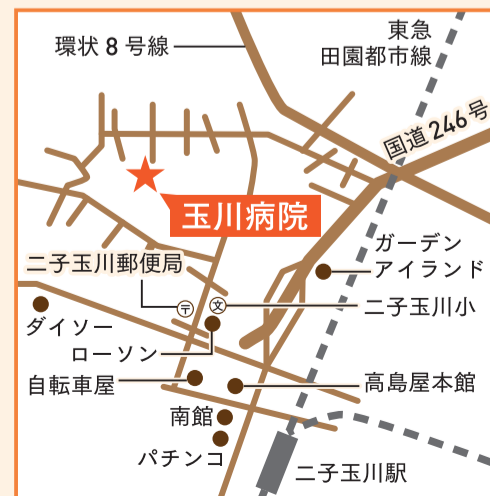 環状8号線
東急
田園都市線
国道246号
玉川病院
ガーデン
アイランド
二子玉川郵便局
〒
文
二子玉川小
ダイソー
ローソン
自転車屋
高島屋本館
南館
パチンコ
二子玉川駅